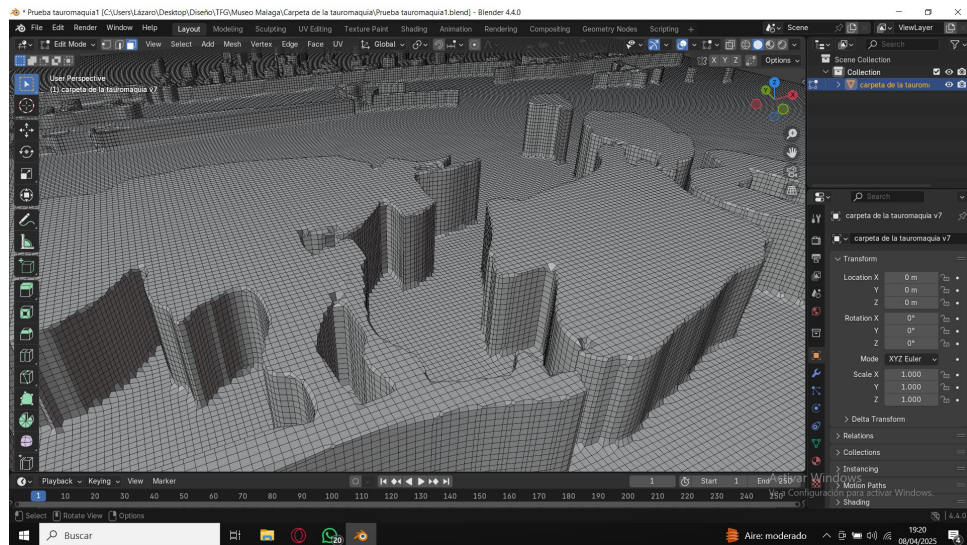 * Prueba tauromaquia1 [C:\Users\Lázaro\Desktop\Diseño\TFG\Museo Malaga\Carpeta de la tauromaquia\Prueba tauromaquia1.blend] - Blender 4.4.0
File Edit Render Window Help Layout Modeling Sculpting UV Editing Texture Paint Shading Animation Rendering Compositing Geometry Nodes Scripting + Scene ViewLayer
Edit Mode View Select Add Mesh Vertex Edge Face UV Global Search
X Y Z Options
User Perspective
(1) carpeta de la tauromaquia v7
Z
Y
X
Scene Collection
Collection
carpeta de la taurom
Search
carpeta de la tauromaquia v7
carpeta de la tauromaquia v7
Transform
Location X 0 m
Y 0 m
Z 0 m
Rotation X 0°
Y 0°
Z 0°
Mode XYZ Euler
Scale X 1.000
Y 1.000
Z 1.000
Delta Transform
Relations
Collections
Instancing
Motion Paths
Shading
Activar Windows
Ve a Configuración para activar Windows.
Playback Keying View Marker 1 Start 1 End 250
1 10 20 30 40 50 60 70 80 90 100 110 120 130 140 150 160 170 180 190 200 210 220 230 240 250
Select Rotate View Options 4.4.0
Buscar 20 Aire: moderado 19:20
08/04/2025 4